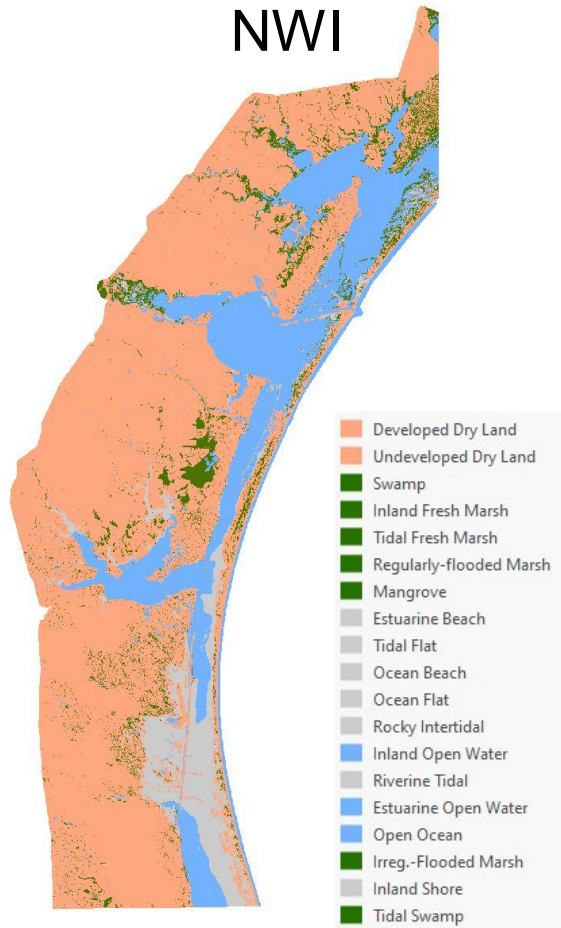 NWI
Developed Dry Land
Undeveloped Dry Land
Swamp
Inland Fresh Marsh
Tidal Fresh Marsh
Regularly-flooded Marsh
Mangrove
Estuarine Beach
Tidal Flat
Ocean Beach
Ocean Flat
Rocky Intertidal
Inland Open Water
Riverine Tidal
Estuarine Open Water
Open Ocean
Irreg.-Flooded Marsh
Inland Shore
Tidal Swamp